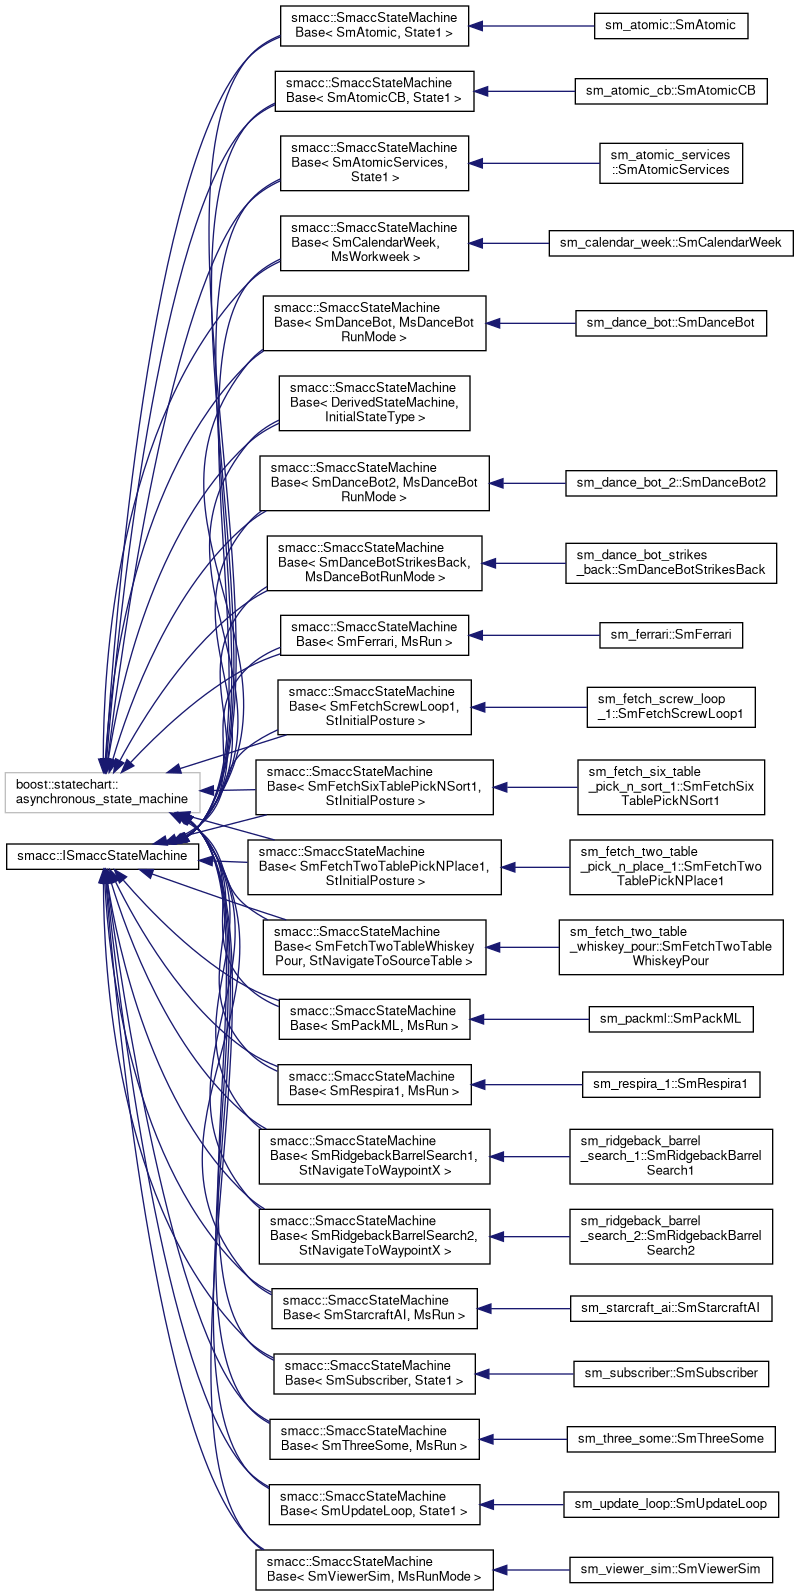 smacc::SmaccStateMachine
Base< SmAtomic, State1 >
sm_atomic::SmAtomic
smacc::SmaccStateMachine
Base< SmAtomicCB, State1 >
sm_atomic_cb::SmAtomicCB
smacc::SmaccStateMachine
Base< SmAtomicServices,
State1 >
sm_atomic_services
::SmAtomicServices
smacc::SmaccStateMachine
Base< SmCalendarWeek,
MsWorkweek >
sm_calendar_week::SmCalendarWeek
smacc::SmaccStateMachine
Base< SmDanceBot, MsDanceBot
RunMode >
sm_dance_bot::SmDanceBot
smacc::SmaccStateMachine
Base< DerivedStateMachine,
InitialStateType >
smacc::SmaccStateMachine
Base< SmDanceBot2, MsDanceBot
RunMode >
sm_dance_bot_2::SmDanceBot2
smacc::SmaccStateMachine
Base< SmDanceBotStrikesBack,
MsDanceBotRunMode >
sm_dance_bot_strikes
_back::SmDanceBotStrikesBack
smacc::SmaccStateMachine
Base< SmFerrari, MsRun >
sm_ferrari::SmFerrari
smacc::SmaccStateMachine
Base< SmFetchScrewLoop1,
StInitialPosture >
sm_fetch_screw_loop
_1::SmFetchScrewLoop1
boost::statechart::
asynchronous_state_machine
smacc::SmaccStateMachine
Base< SmFetchSixTablePickNSort1,
StInitialPosture >
sm_fetch_six_table
_pick_n_sort_1::SmFetchSix
TablePickNSort1
smacc::ISmaccStateMachine
smacc::SmaccStateMachine
Base< SmFetchTwoTablePickNPlace1,
StInitialPosture >
sm_fetch_two_table
_pick_n_place_1::SmFetchTwo
TablePickNPlace1
smacc::SmaccStateMachine
Base< SmFetchTwoTableWhiskey
Pour, StNavigateToSourceTable >
sm_fetch_two_table
_whiskey_pour::SmFetchTwoTable
WhiskeyPour
smacc::SmaccStateMachine
Base< SmPackML, MsRun >
sm_packml::SmPackML
smacc::SmaccStateMachine
Base< SmRespira1, MsRun >
sm_respira_1::SmRespira1
smacc::SmaccStateMachine
Base< SmRidgebackBarrelSearch1,
StNavigateToWaypointX >
sm_ridgeback_barrel
_search_1::SmRidgebackBarrel
Search1
smacc::SmaccStateMachine
Base< SmRidgebackBarrelSearch2,
StNavigateToWaypointX >
sm_ridgeback_barrel
_search_2::SmRidgebackBarrel
Search2
smacc::SmaccStateMachine
Base< SmStarcraftAI, MsRun >
sm_starcraft_ai::SmStarcraftAI
smacc::SmaccStateMachine
Base< SmSubscriber, State1 >
sm_subscriber::SmSubscriber
smacc::SmaccStateMachine
Base< SmThreeSome, MsRun >
sm_three_some::SmThreeSome
smacc::SmaccStateMachine
Base< SmUpdateLoop, State1 >
sm_update_loop::SmUpdateLoop
smacc::SmaccStateMachine
Base< SmViewerSim, MsRunMode >
sm_viewer_sim::SmViewerSim